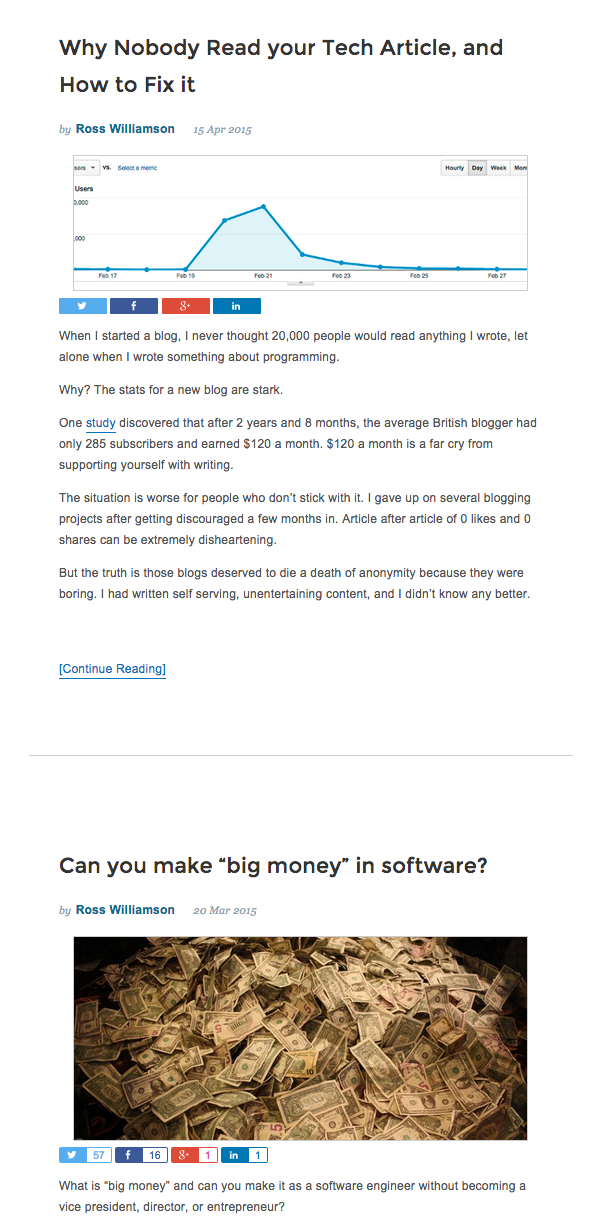 Why Nobody Read your Tech Article, and
How to Fix it
by Ross Williamson 15 Apr 2015
vs. Select a metric
Hourly Day Week
Users
Feb 17 Feb 19 Feb 21 Feb 23 Feb 25 Feb 27
When I started a blog, I never thought 20,000 people would read anything I wrote, let
alone when I wrote something about programming.
Why? The stats for a new blog are stark.
One study discovered that after 2 years and 8 months, the average British blogger had
only 285 subscribers and earned $120 a month. $120 a month is a far cry from
supporting yourself with writing.
The situation is worse for people who don’t stick with it. I gave up on several blogging
projects after getting discouraged a few months in. Article after article of 0 likes and 0
shares can be extremely disheartening.
But the truth is those blogs deserved to die a death of anonymity because they were
boring. I had written self serving, unentertaining content, and I didn’t know any better.
[Continue Reading]
Can you make “big money” in software?
by Ross Williamson 20 Mar 2015
57 16 1 1
What is “big money” and can you make it as a software engineer without becoming a
vice president, director, or entrepreneur?